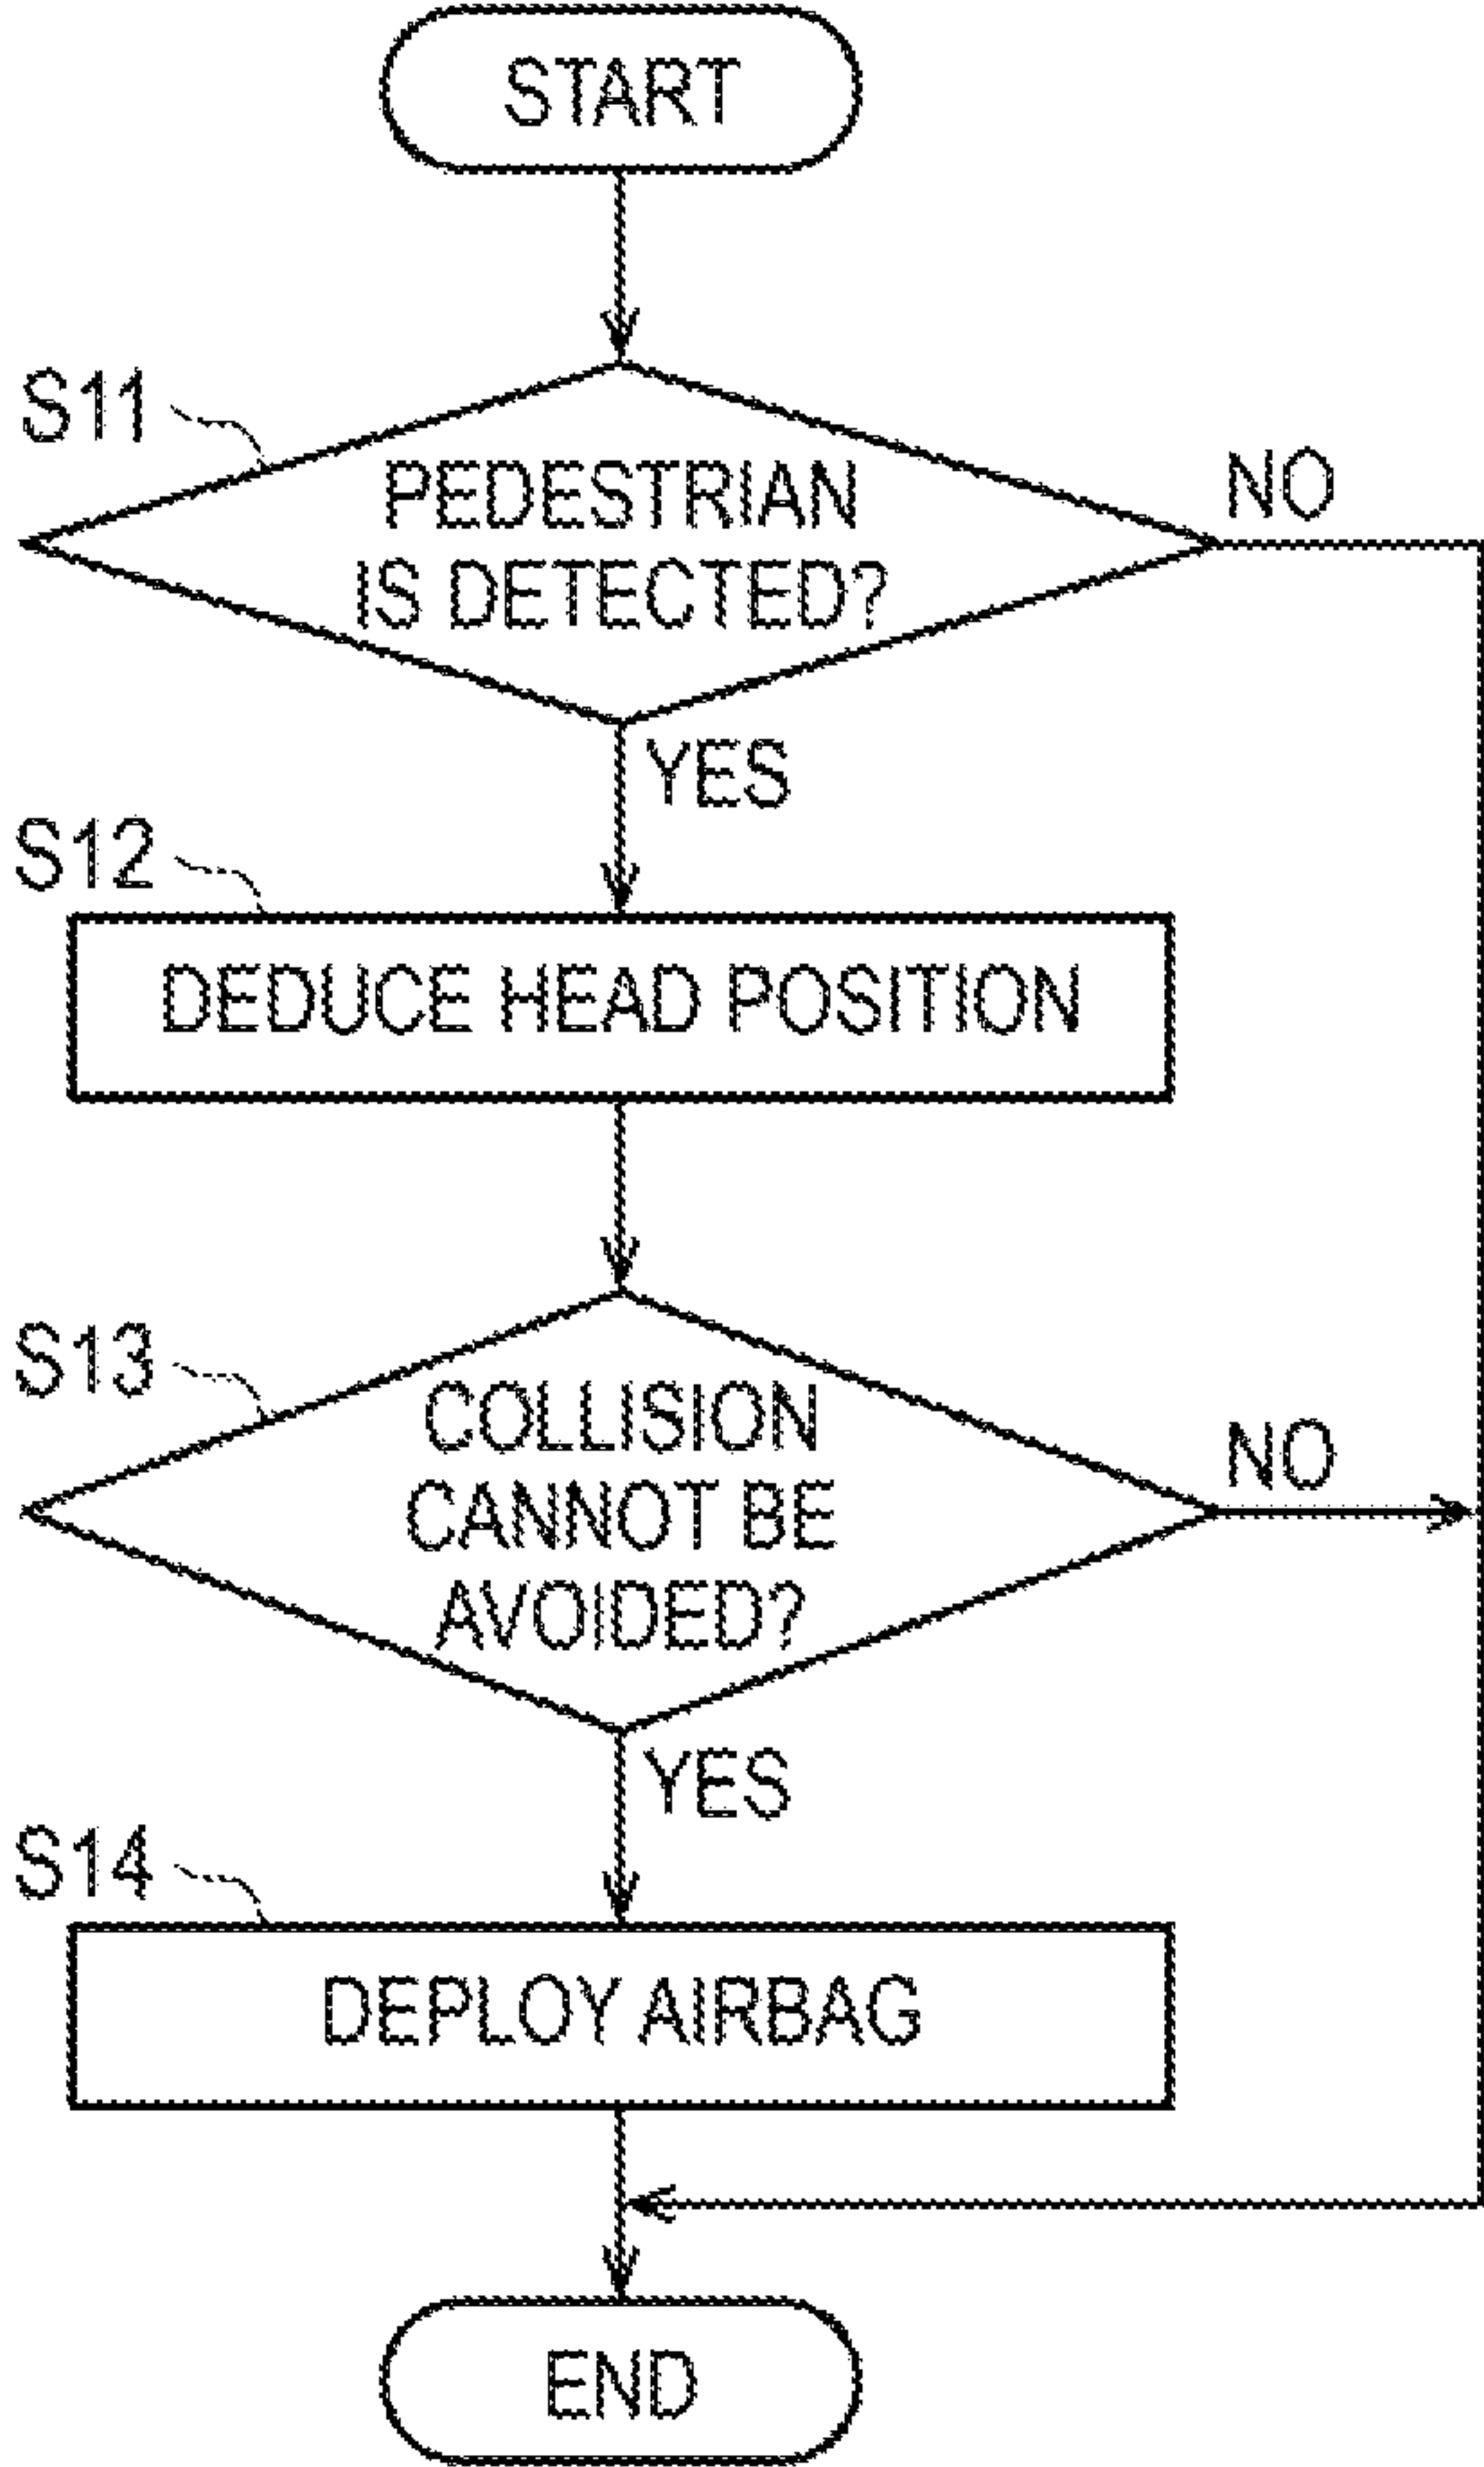 START
S11
PEDESTRIAN
IS DETECTED?
NO
YES
S12
DEDUCE HEAD POSITION
S13
COLLISION
CANNOT BE
AVOIDED?
NO
YES
S14
DEPLOY AIRBAG
END